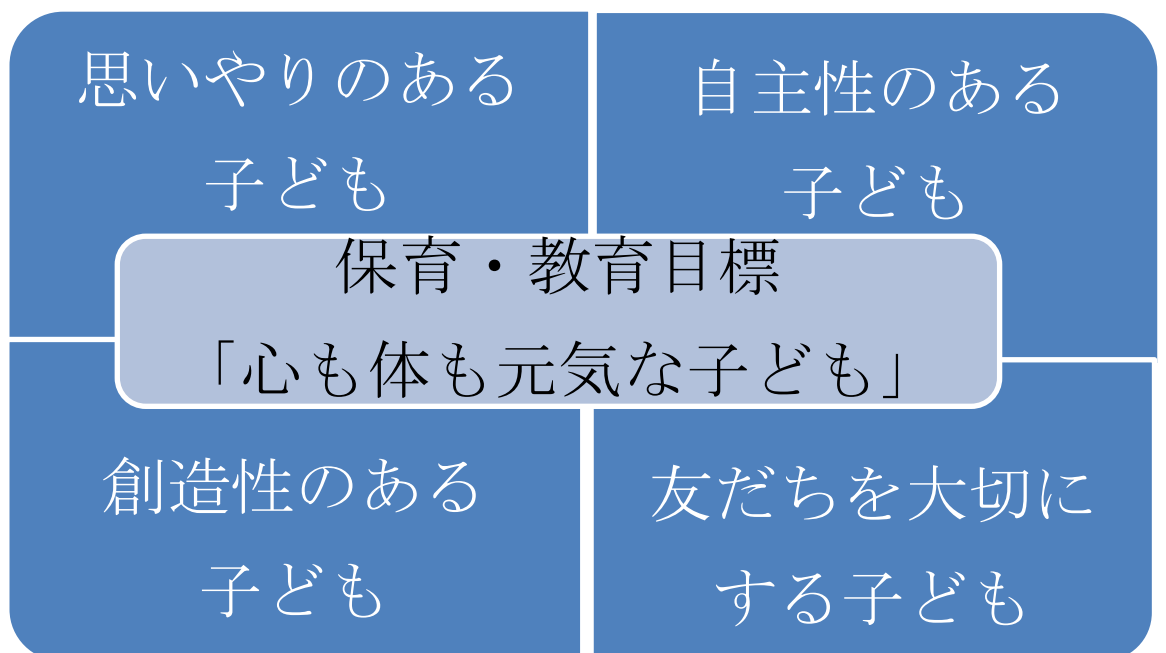 思いやりのある
子ども
自主性のある
子ども
保育・教育目標
「心も体も元気な子ども」
創造性のある
子ども
友だちを大切に
する子ども